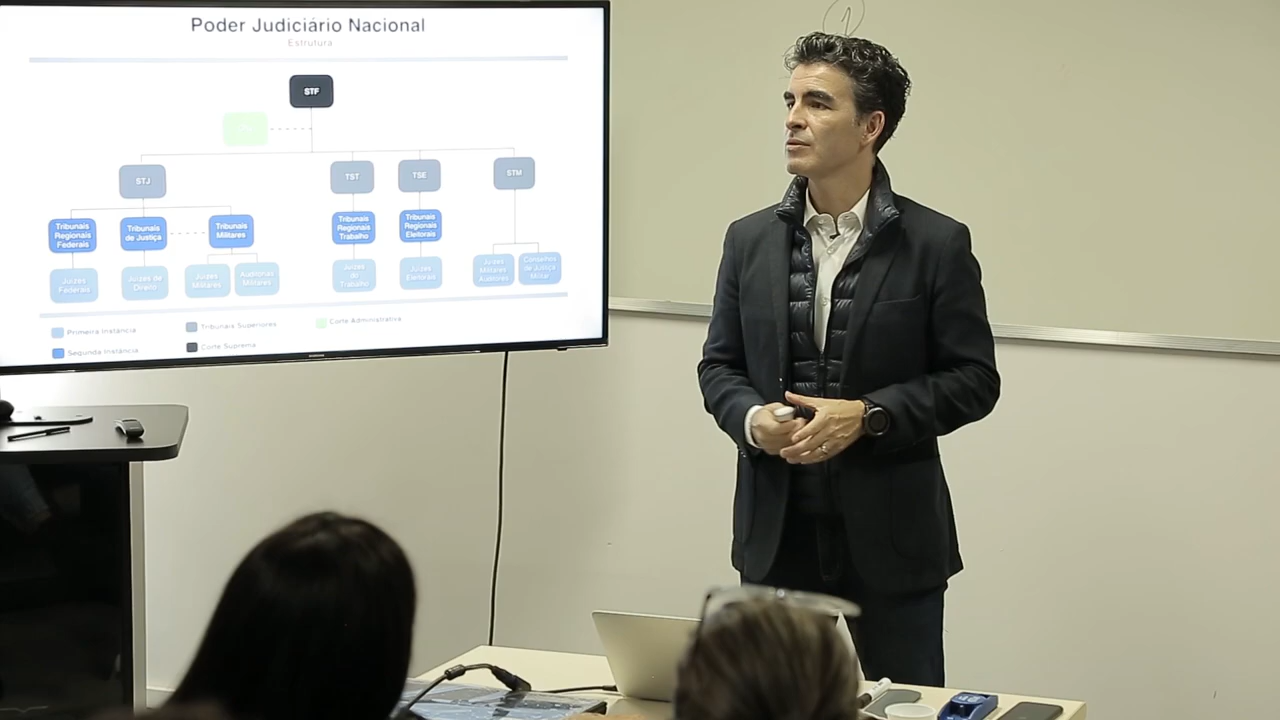 Poder Judiciário Nacional
Estrutura
STF
STJ
TST
TSE
STM
Tribunais
Regionais
Federais
Tribunais
de Justiça
Tribunais
Militares
Tribunais
Regionais
Trabalho
Tribunais
Regionais
Eleitorais
Juízes
Federais
Juízes de
Direito
Juízes
Militares
Auditorias
Militares
Juízes
do
Trabalho
Juízes
Eleitorais
Juízes
Militares
Auditores
Conselhos
de Justiça
Militar
Primeira Instância
Tribunais Superiores
Corte Administrativa
Segunda Instância
Corte Suprema
SAMSUNG
1